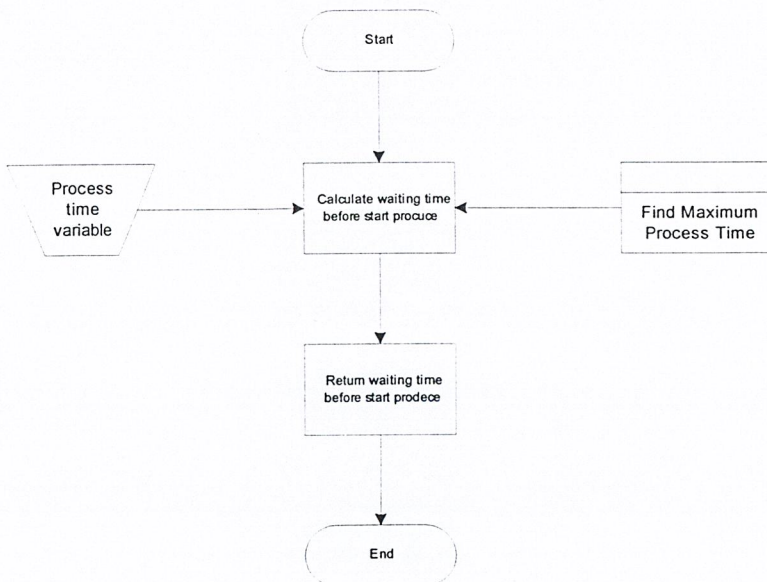 Start
Process
time
variable
Calculate waiting time
before start procuce
Find Maximum
Process Time
Return waiting time
before start prodece
End